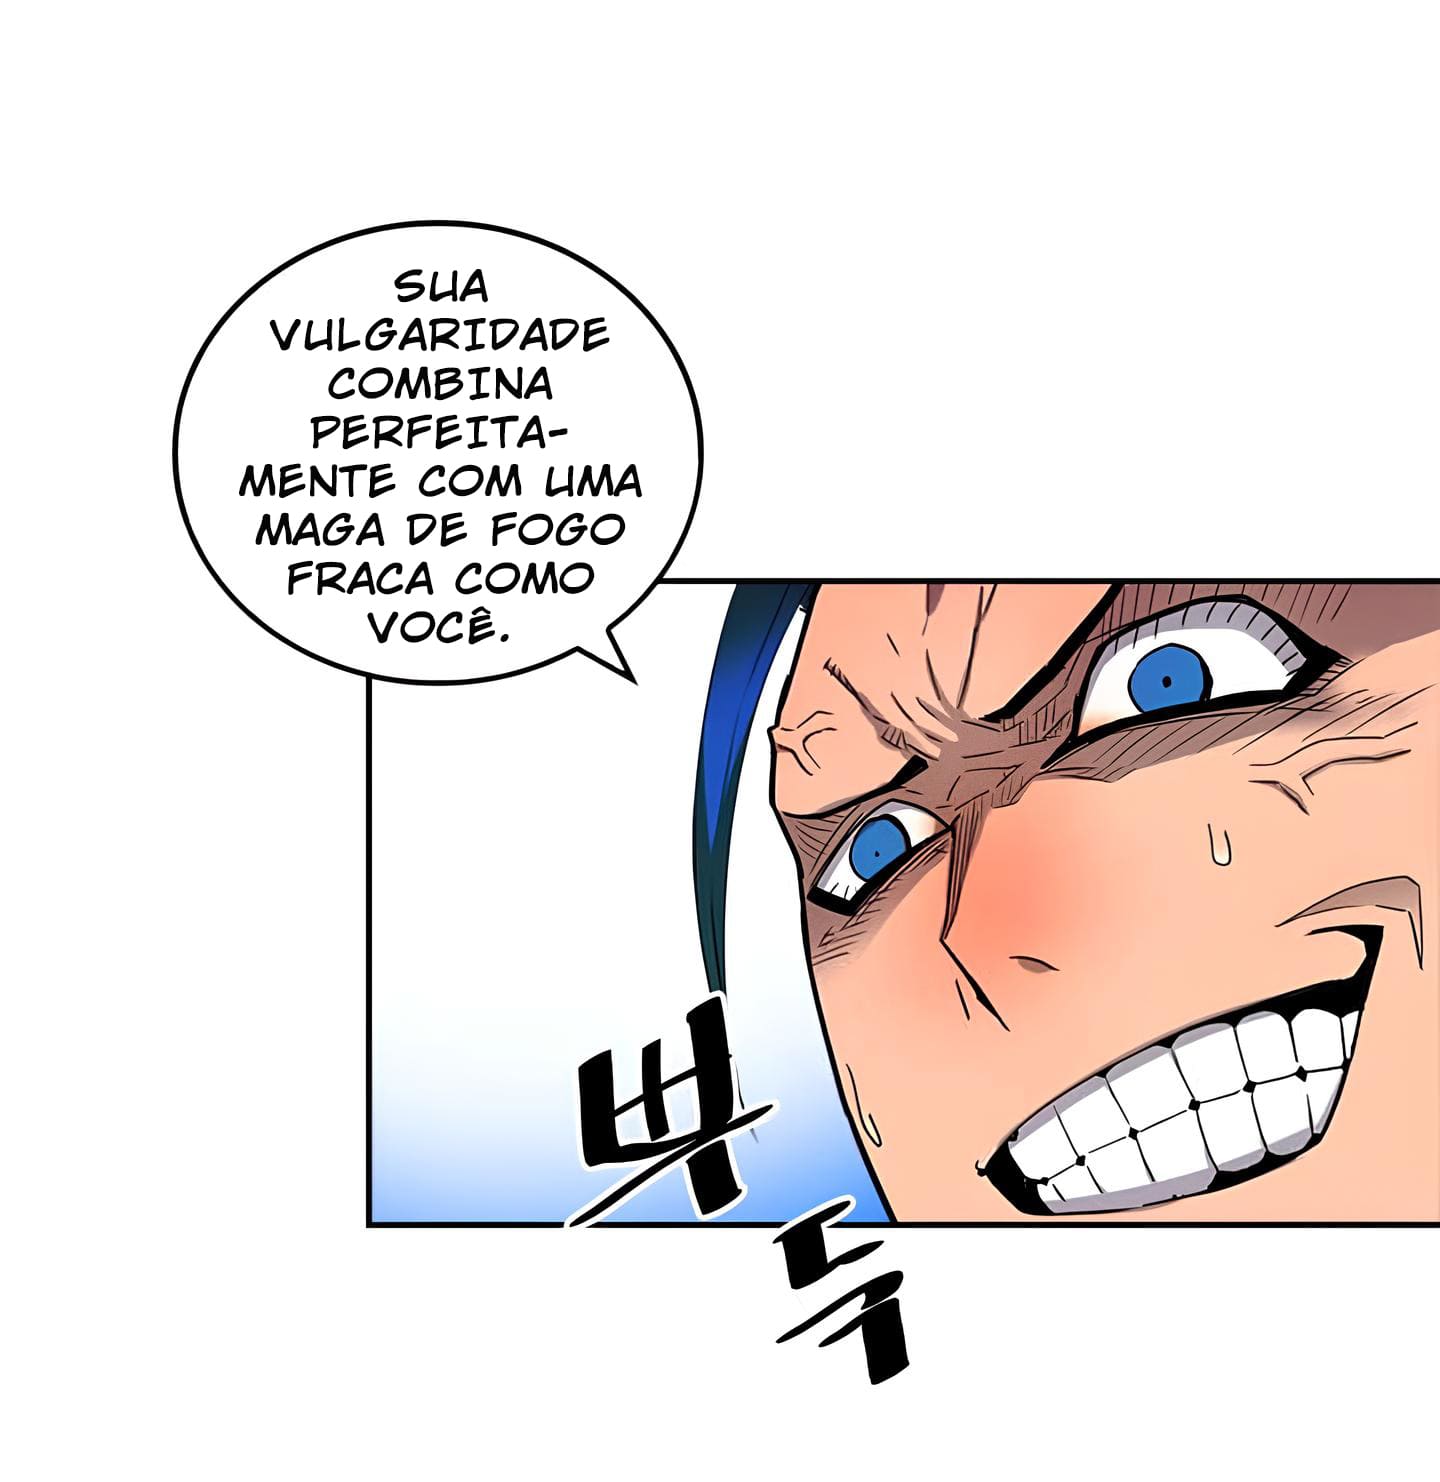 SUA
VULGARIDADE
COMBINA
PERFEITA-
MENTE COM UMA
MAGA DE FOGO
FRACA COMO
VOCÊ.
빠
득